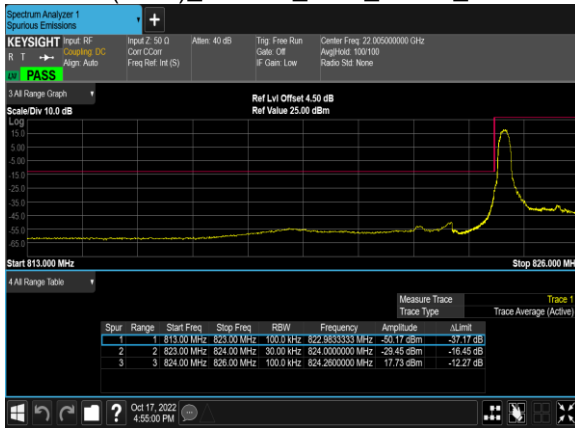 Spectrum Analyzer 1
Spurious Emissions
+
KEYSIGHT Input: RF Input Z: 50 Ω Atten: 40 dB Trig: Free Run Center Freq: 22.005000000 GHz
R T Coupling: DC Corr CCorr Gate: Off Avg|Hold: 100/100
Align: Auto Freq Ref: Int (S) IF Gain: Low Radio Std: None
PASS
3 All Range Graph
Ref Lvl Offset 4.50 dB
Scale/Div 10.0 dB Ref Value 25.00 dBm
Log
15.0
5.00
-5.00
-15.0
-25.0
-35.0
-45.0
-55.0
-65.0
Start 813.000 MHz Stop 826.000 MH
4 All Range Table
Measure Trace Trace 1
Trace Type Trace Average (Active)
Spur Range Start Freq Stop Freq RBW Frequency Amplitude ΔLimit
1 1 813.00 MHz 823.00 MHz 100.0 kHz 822.9833333 MHz -50.17 dBm -37.17 dB
2 2 823.00 MHz 824.00 MHz 30.00 kHz 824.0000000 MHz -29.45 dBm -16.45 dB
3 3 824.00 MHz 826.00 MHz 100.0 kHz 824.2600000 MHz 17.73 dBm -12.27 dB
? Oct 17, 2022
4:55:00 PM